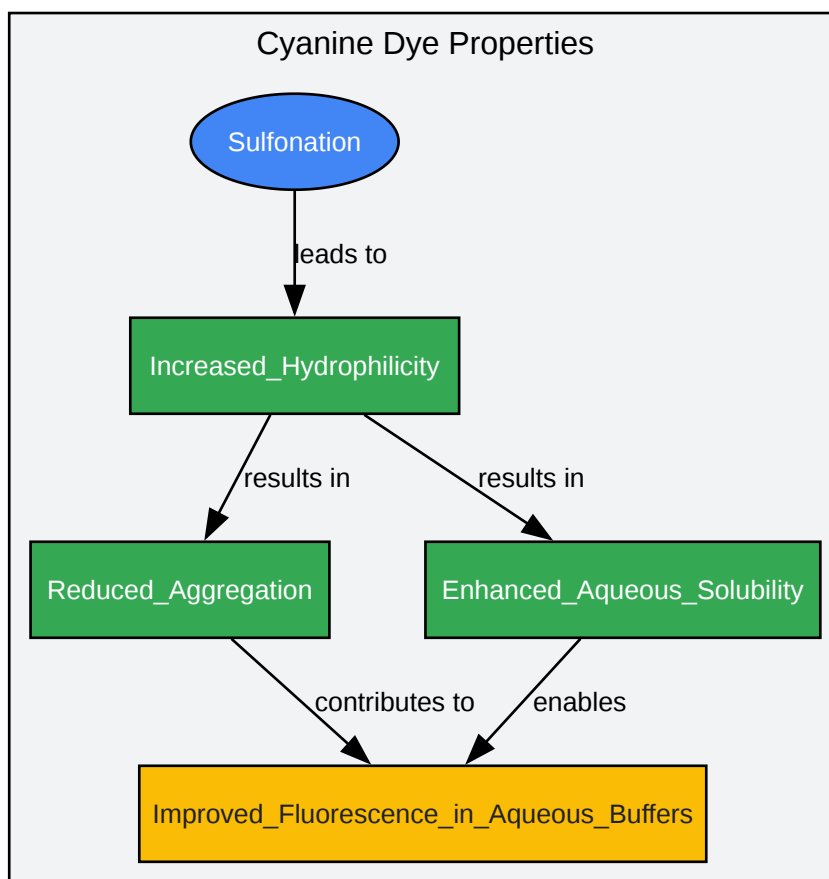 Cyanine Dye Properties
Sulfonation
leads to
Increased_Hydrophilicity
results in
results in
Reduced_Aggregation
Enhanced_Aqueous_Solubility
contributes to
enables
Improved_Fluorescence_in_Aqueous_Buffers